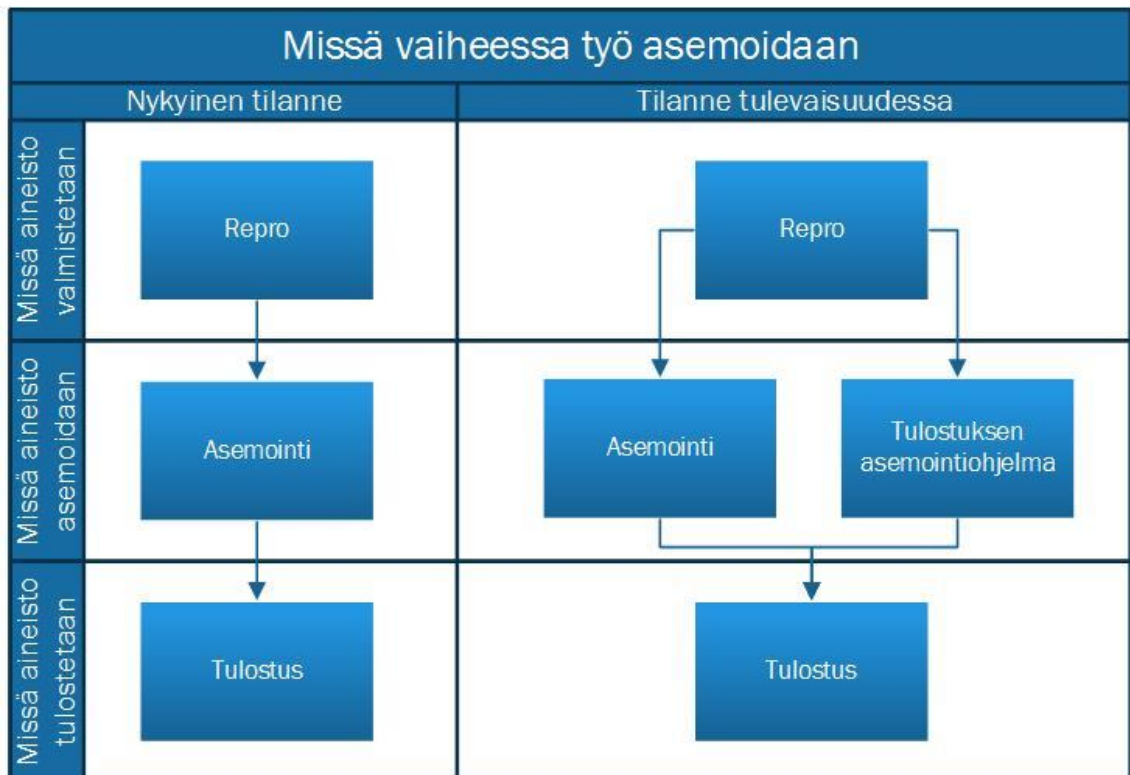 Missä vaiheessa työ asemoidaan
Nykyinen tilanne
Tilanne tulevaisuudessa
Missä aineisto
valmistetaan
Repro
Repro
Missä aineisto
asemoidaan
Asemointi
Asemointi
Tulostuksen
asemointiohjelma
Missä aineisto
tulostetaan
Tulostus
Tulostus